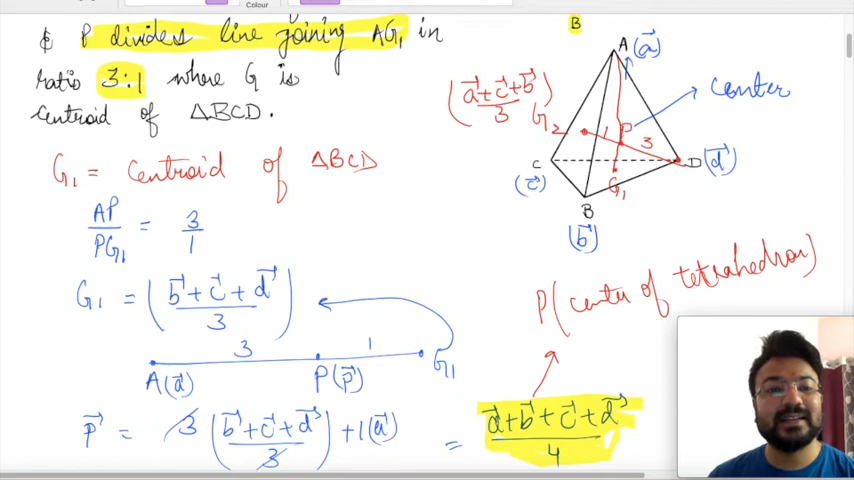 Colour
& P divides line joining AG₁ in
ratio 3:1 where G is
centroid of ΔBCD.
G₁ = Centroid of ΔBCD
AP/PG₁ = 3/1
G₁ = ((b⃗ + c⃗ + d⃗)/3)
3 1
A(a⃗) P(p⃗) G₁
p⃗ = 3((b⃗ + c⃗ + d⃗)/3) + 1(a⃗) = (a⃗ + b⃗ + c⃗ + d⃗)/4
B
A (a⃗)
((a⃗ + c⃗ + b⃗)/3) G₂
center
1 P 3
C (c⃗)
D (d⃗)
G₁
B
(b⃗)
P(center of tetrahedron)